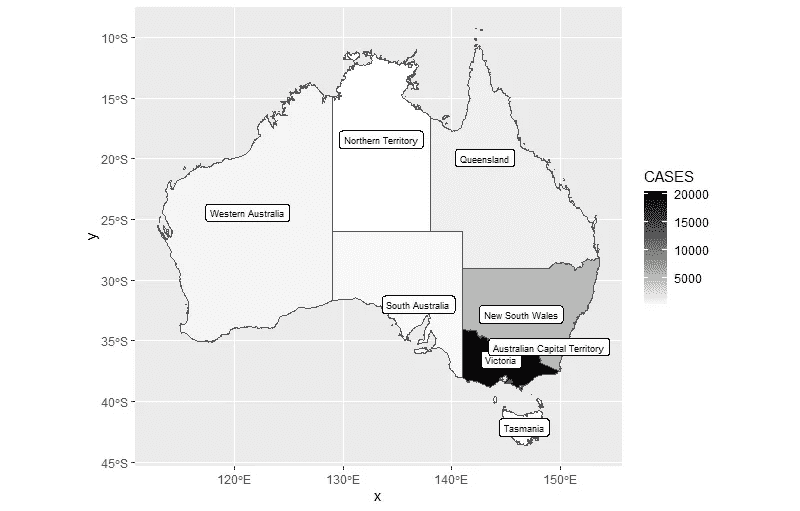 10°S
15°S
20°S
25°S
30°S
35°S
40°S
45°S
y
Northern Territory
Queensland
Western Australia
South Australia
New South Wales
Australian Capital Territory
Victoria
Tasmania
120°E
130°E
140°E
150°E
x
CASES
20000
15000
10000
5000